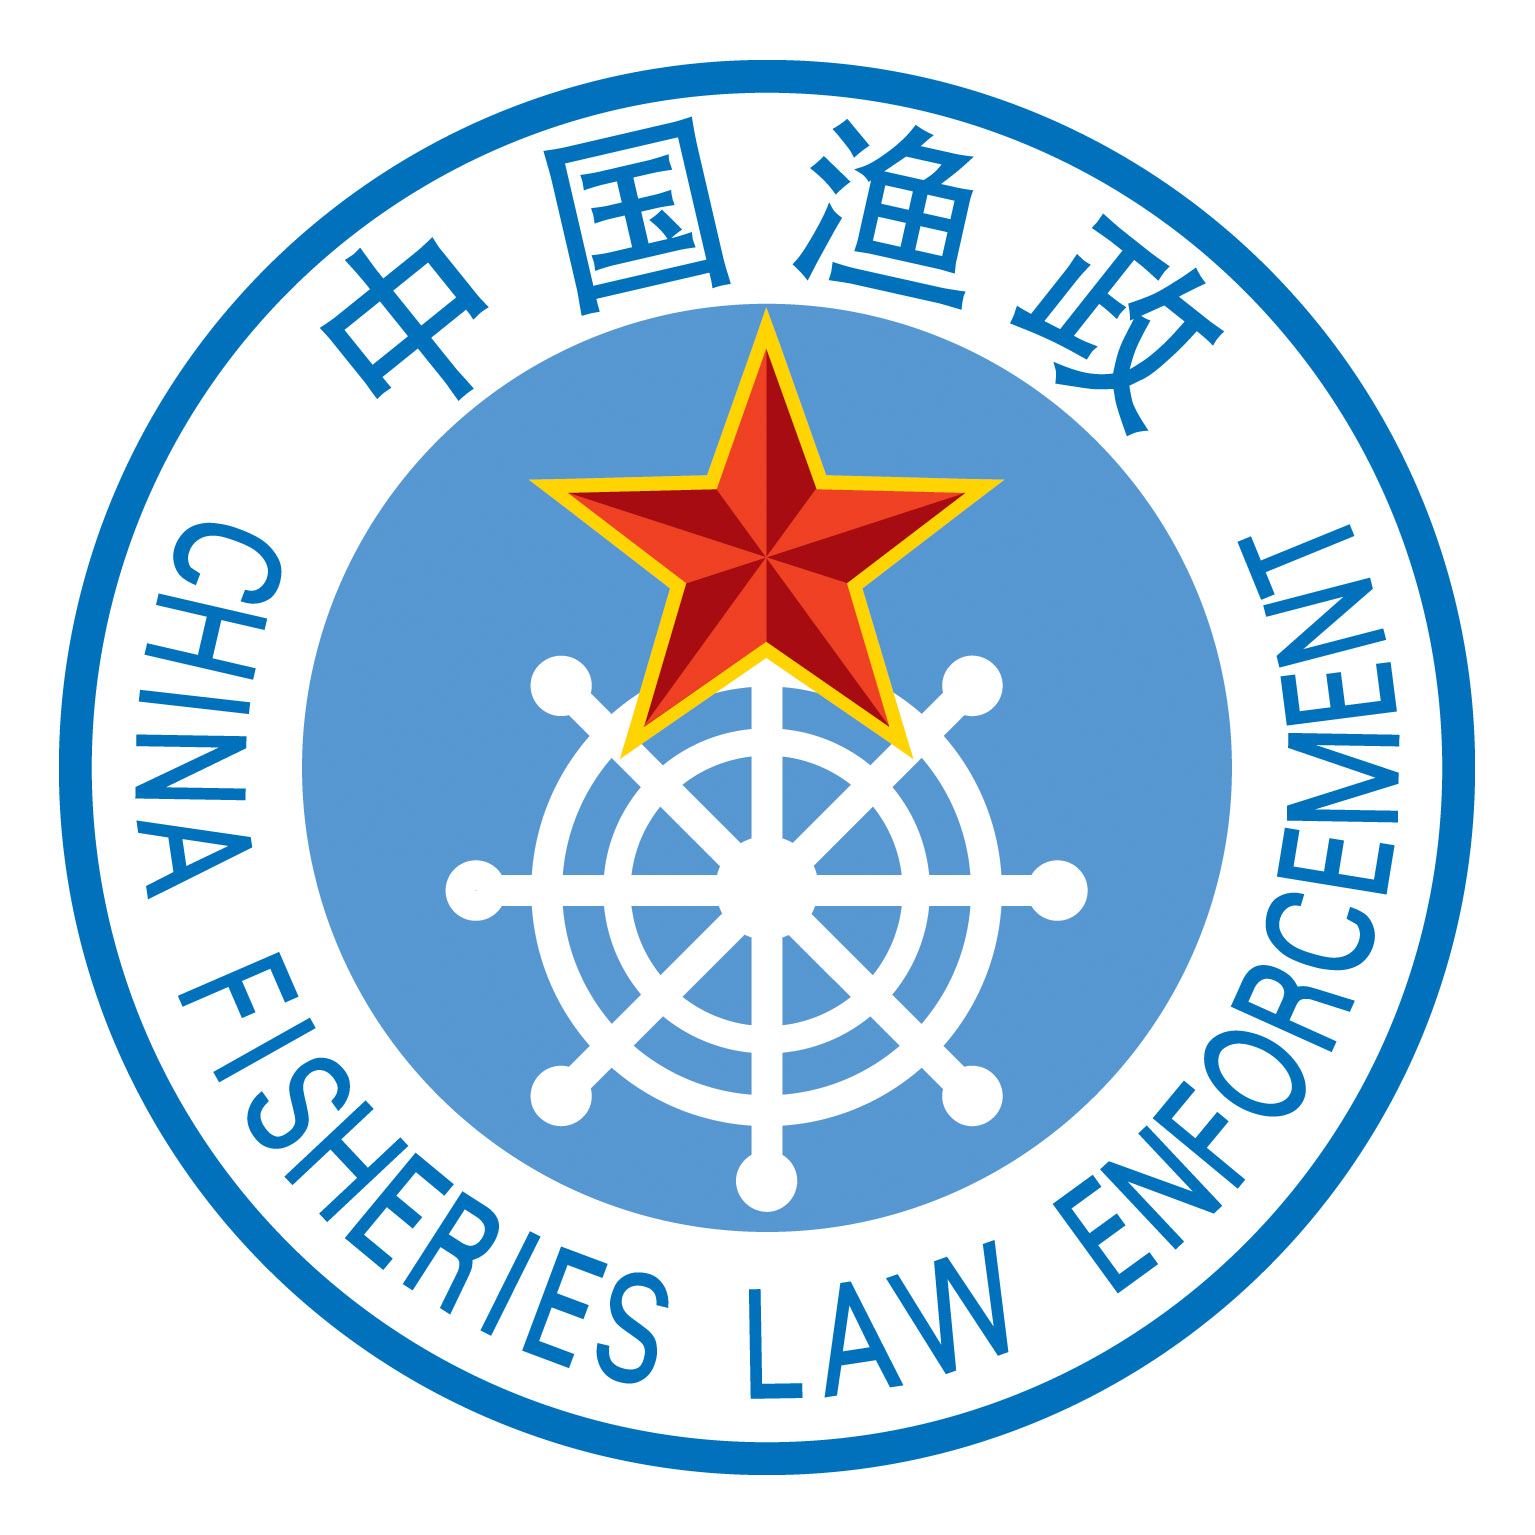 中国渔政
CHINA FISHERIES LAW ENFORCEMENT